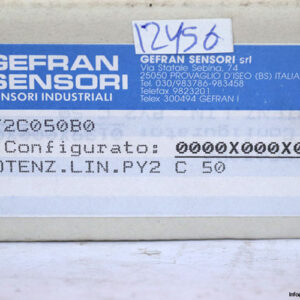 12456
GEFRAN
SENSORI
SENSORI INDUSTRIALI
GEFRAN SENSORI srl
Via Statale Sebina, 74
25050 PROVAGLIO D'ISEO (BS) ITALIA
Tel. 030/983786-983458
Telefax 9823201
Telex 300494 GEFRAN I
Y2C050B0
Configurato: 0000X000X0
OTENZ.LIN.PY2 C 50